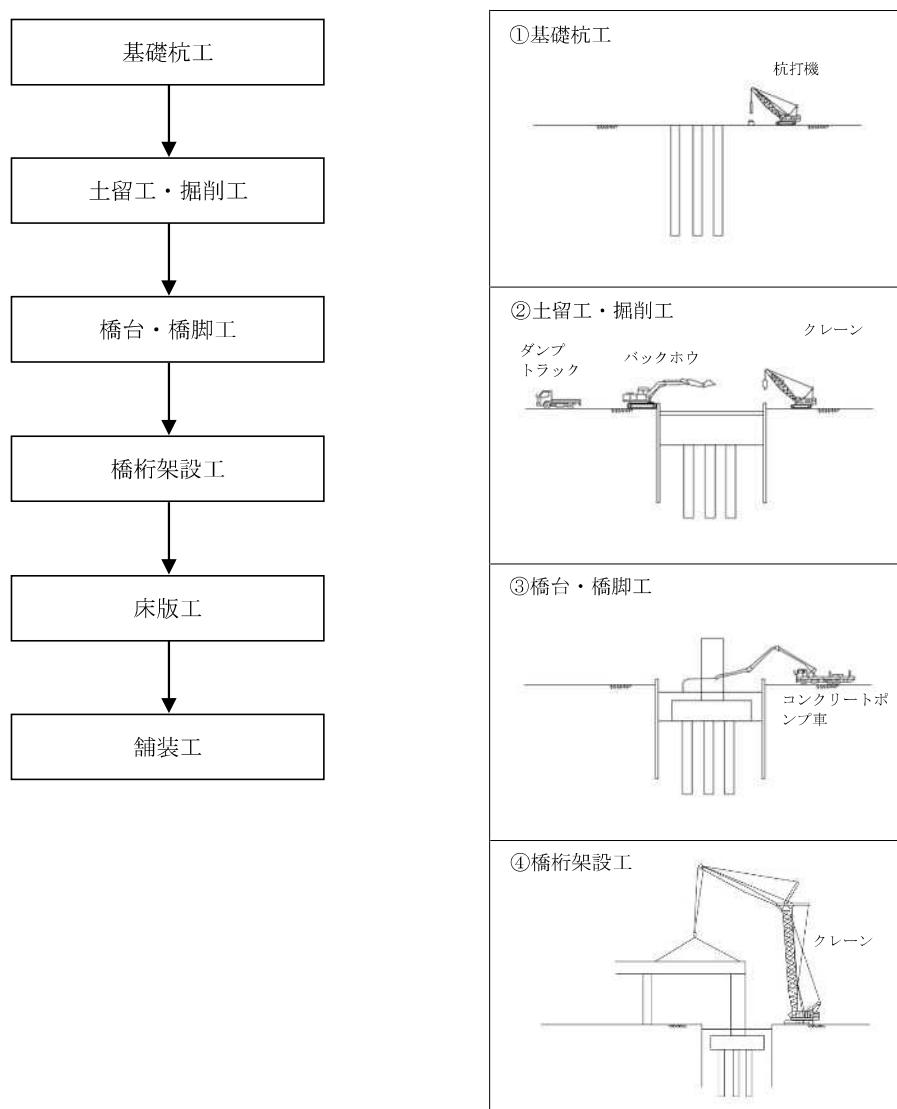 基礎杭工
土留工・掘削工
橋台・橋脚工
橋桁架設工
床版工
舗装工
①基礎杭工
杭打機
②土留工・掘削工
クレーン
ダンプ
トラック
バックホウ
③橋台・橋脚工
コンクリートポ
ンプ車
④橋桁架設工
クレーン